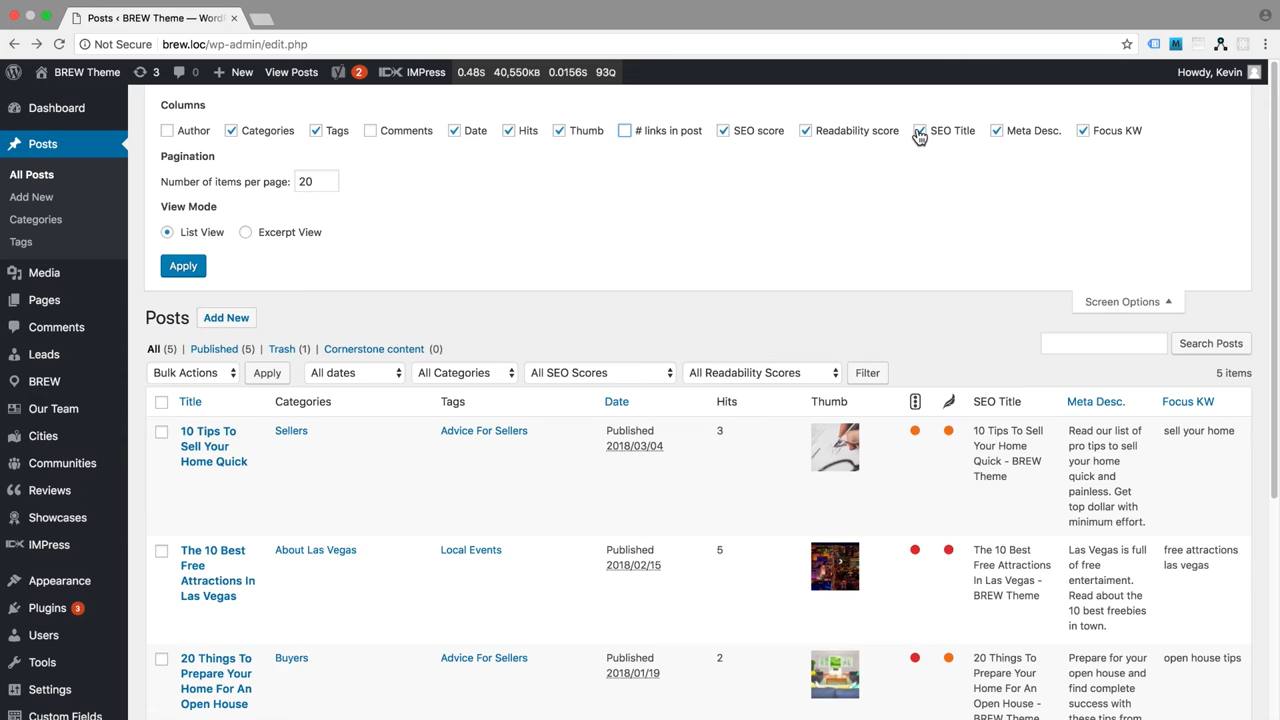 Posts ‹ BREW Theme — Word
Not Secure brew.loc/wp-admin/edit.php
BREW Theme 3 0 New View Posts 2 IMPress 0.48S 40,550KB 0.0156S 93Q Howdy, Kevin
Dashboard
Posts
All Posts
Add New
Categories
Tags
Media
Pages
Comments
Leads
BREW
Our Team
Cities
Communities
Reviews
Showcases
IMPress
Appearance
Plugins 3
Users
Tools
Settings
Custom Fields
Columns
Author Categories Tags Comments Date Hits Thumb # links in post SEO score Readability score SEO Title Meta Desc. Focus KW
Pagination
Number of items per page: 20
View Mode
List View Excerpt View
Apply
Screen Options
Posts Add New
All (5) | Published (5) | Trash (1) | Cornerstone content (0)
Search Posts
Bulk Actions Apply All dates All Categories All SEO Scores All Readability Scores Filter 5 items
Title Categories Tags Date Hits Thumb SEO Title Meta Desc. Focus KW
10 Tips To
Sell Your
Home Quick
Sellers
Advice For Sellers
Published
2018/03/04
3
10 Tips To Sell
Your Home
Quick - BREW
Theme
Read our list of
pro tips to sell
your home
quick and
painless. Get
top dollar with
minimum effort.
sell your home
The 10 Best
Free
Attractions In
Las Vegas
About Las Vegas
Local Events
Published
2018/02/15
5
The 10 Best
Free Attractions
In Las Vegas -
BREW Theme
Las Vegas is full
of free
entertaiment.
Read about the
10 best freebies
in town.
free attractions
las vegas
20 Things To
Prepare Your
Home For An
Open House
Buyers
Advice For Sellers
Published
2018/01/19
2
20 Things To
Prepare Your
Home For An
Open House -
BREW Theme
Prepare for your
open house and
find complete
success with
these tips from
open house tips